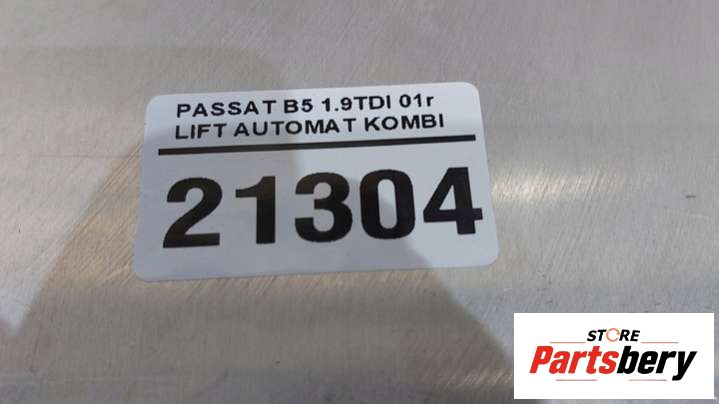 PASSAT B5 1.9TDI 01r
LIFT AUTOMAT KOMBI
21304
STORE
Partsbery